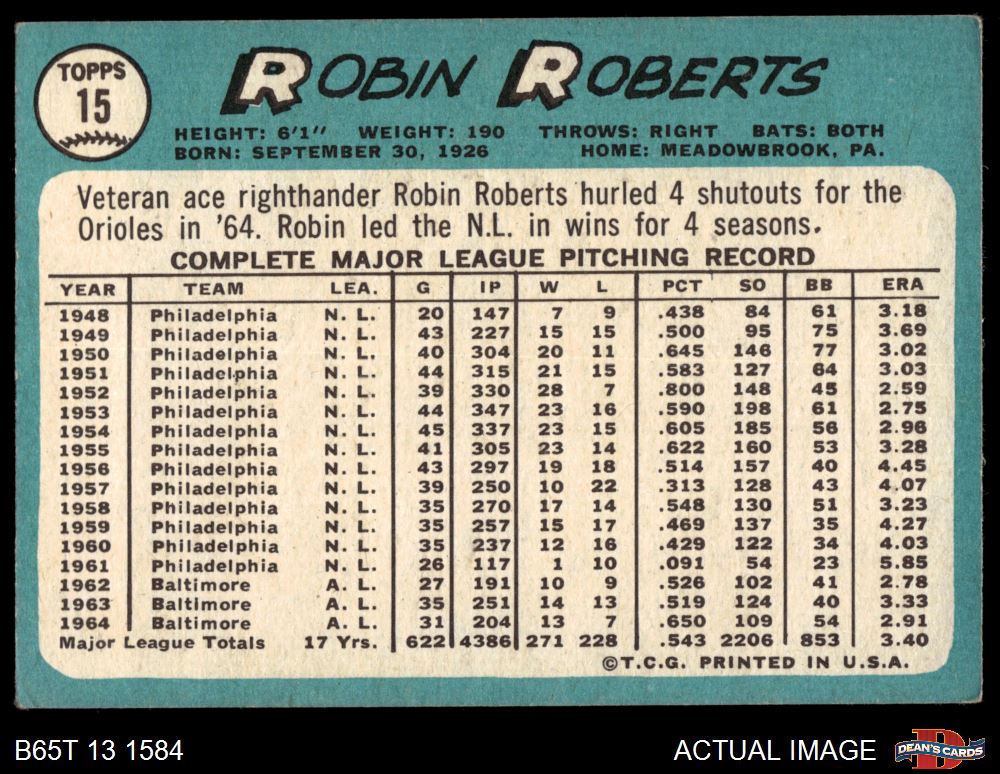 TOPPS
15
ROBIN ROBERTS
HEIGHT: 6'1" WEIGHT: 190 THROWS: RIGHT BATS: BOTH
BORN: SEPTEMBER 30, 1926 HOME: MEADOWBROOK, PA.
Veteran ace righthander Robin Roberts hurled 4 shutouts for the
Orioles in '64. Robin led the N.L. in wins for 4 seasons.
COMPLETE MAJOR LEAGUE PITCHING RECORD
YEAR TEAM LEA. G IP W L PCT SO BB ERA
1948 Philadelphia N. L. 20 147 7 9 .438 84 61 3.18
1949 Philadelphia N. L. 43 227 15 15 .500 95 75 3.69
1950 Philadelphia N. L. 40 304 20 11 .645 146 77 3.02
1951 Philadelphia N. L. 44 315 21 15 .583 127 64 3.03
1952 Philadelphia N. L. 39 330 28 7 .800 148 45 2.59
1953 Philadelphia N. L. 44 347 23 16 .590 198 61 2.75
1954 Philadelphia N. L. 45 337 23 15 .605 185 56 2.96
1955 Philadelphia N. L. 41 305 23 14 .622 160 53 3.28
1956 Philadelphia N. L. 43 297 19 18 .514 157 40 4.45
1957 Philadelphia N. L. 39 250 10 22 .313 128 43 4.07
1958 Philadelphia N. L. 35 270 17 14 .548 130 51 3.23
1959 Philadelphia N. L. 35 257 15 17 .469 137 35 4.27
1960 Philadelphia N. L. 35 237 12 16 .429 122 34 4.03
1961 Philadelphia N. L. 26 117 1 10 .091 54 23 5.85
1962 Baltimore A. L. 27 191 10 9 .526 102 41 2.78
1963 Baltimore A. L. 35 251 14 13 .519 124 40 3.33
1964 Baltimore A. L. 31 204 13 7 .650 109 54 2.91
Major League Totals 17 Yrs. 622 4386 271 228 .543 2206 853 3.40
©T.C.G. PRINTED IN U.S.A.
B65T 13 1584 ACTUAL IMAGE DEAN'S CARDS